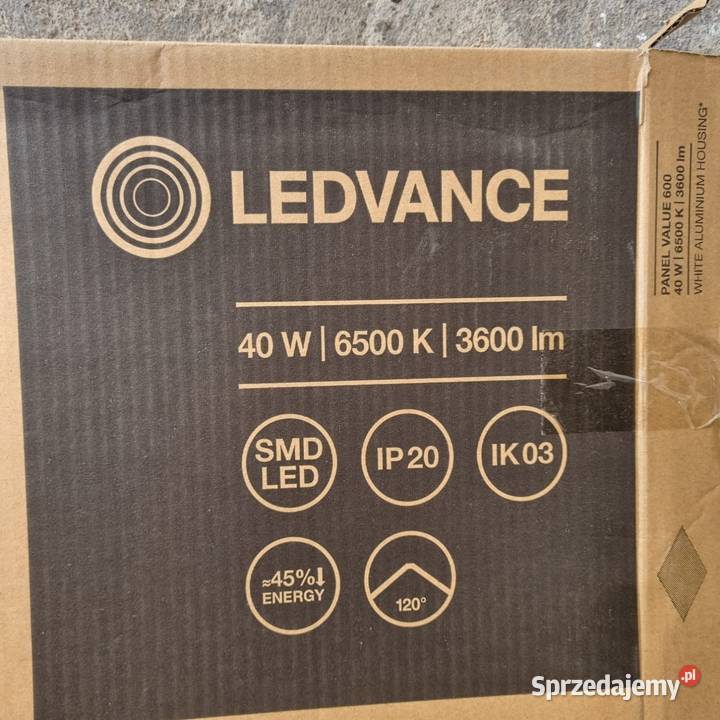 LEDVANCE
40 W | 6500 K | 3600 lm
SMD
LED
IP20
IK03
≈45%↓
ENERGY
120°
PANEL VALUE 600
40 W | 6500 K | 3600 lm
WHITE ALUMINIUM HOUSING*
Sprzedajemy.pl